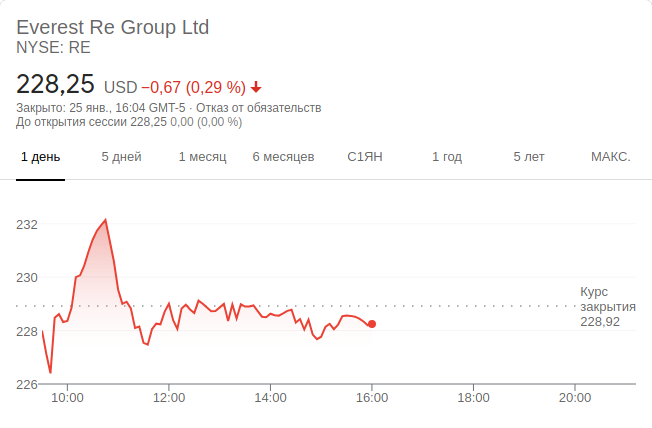 Everest Re Group Ltd
NYSE: RE
228,25 USD −0,67 (0,29 %)
Закрыто: 25 янв., 16:04 GMT-5 · Отказ от обязательств
До открытия сессии 228,25 0,00 (0,00 %)
1 день 5 дней 1 месяц 6 месяцев С1ЯН 1 год 5 лет МАКС.
232
230
Курс
закрытия
228,92
228
226
10:00 12:00 14:00 16:00 18:00 20:00